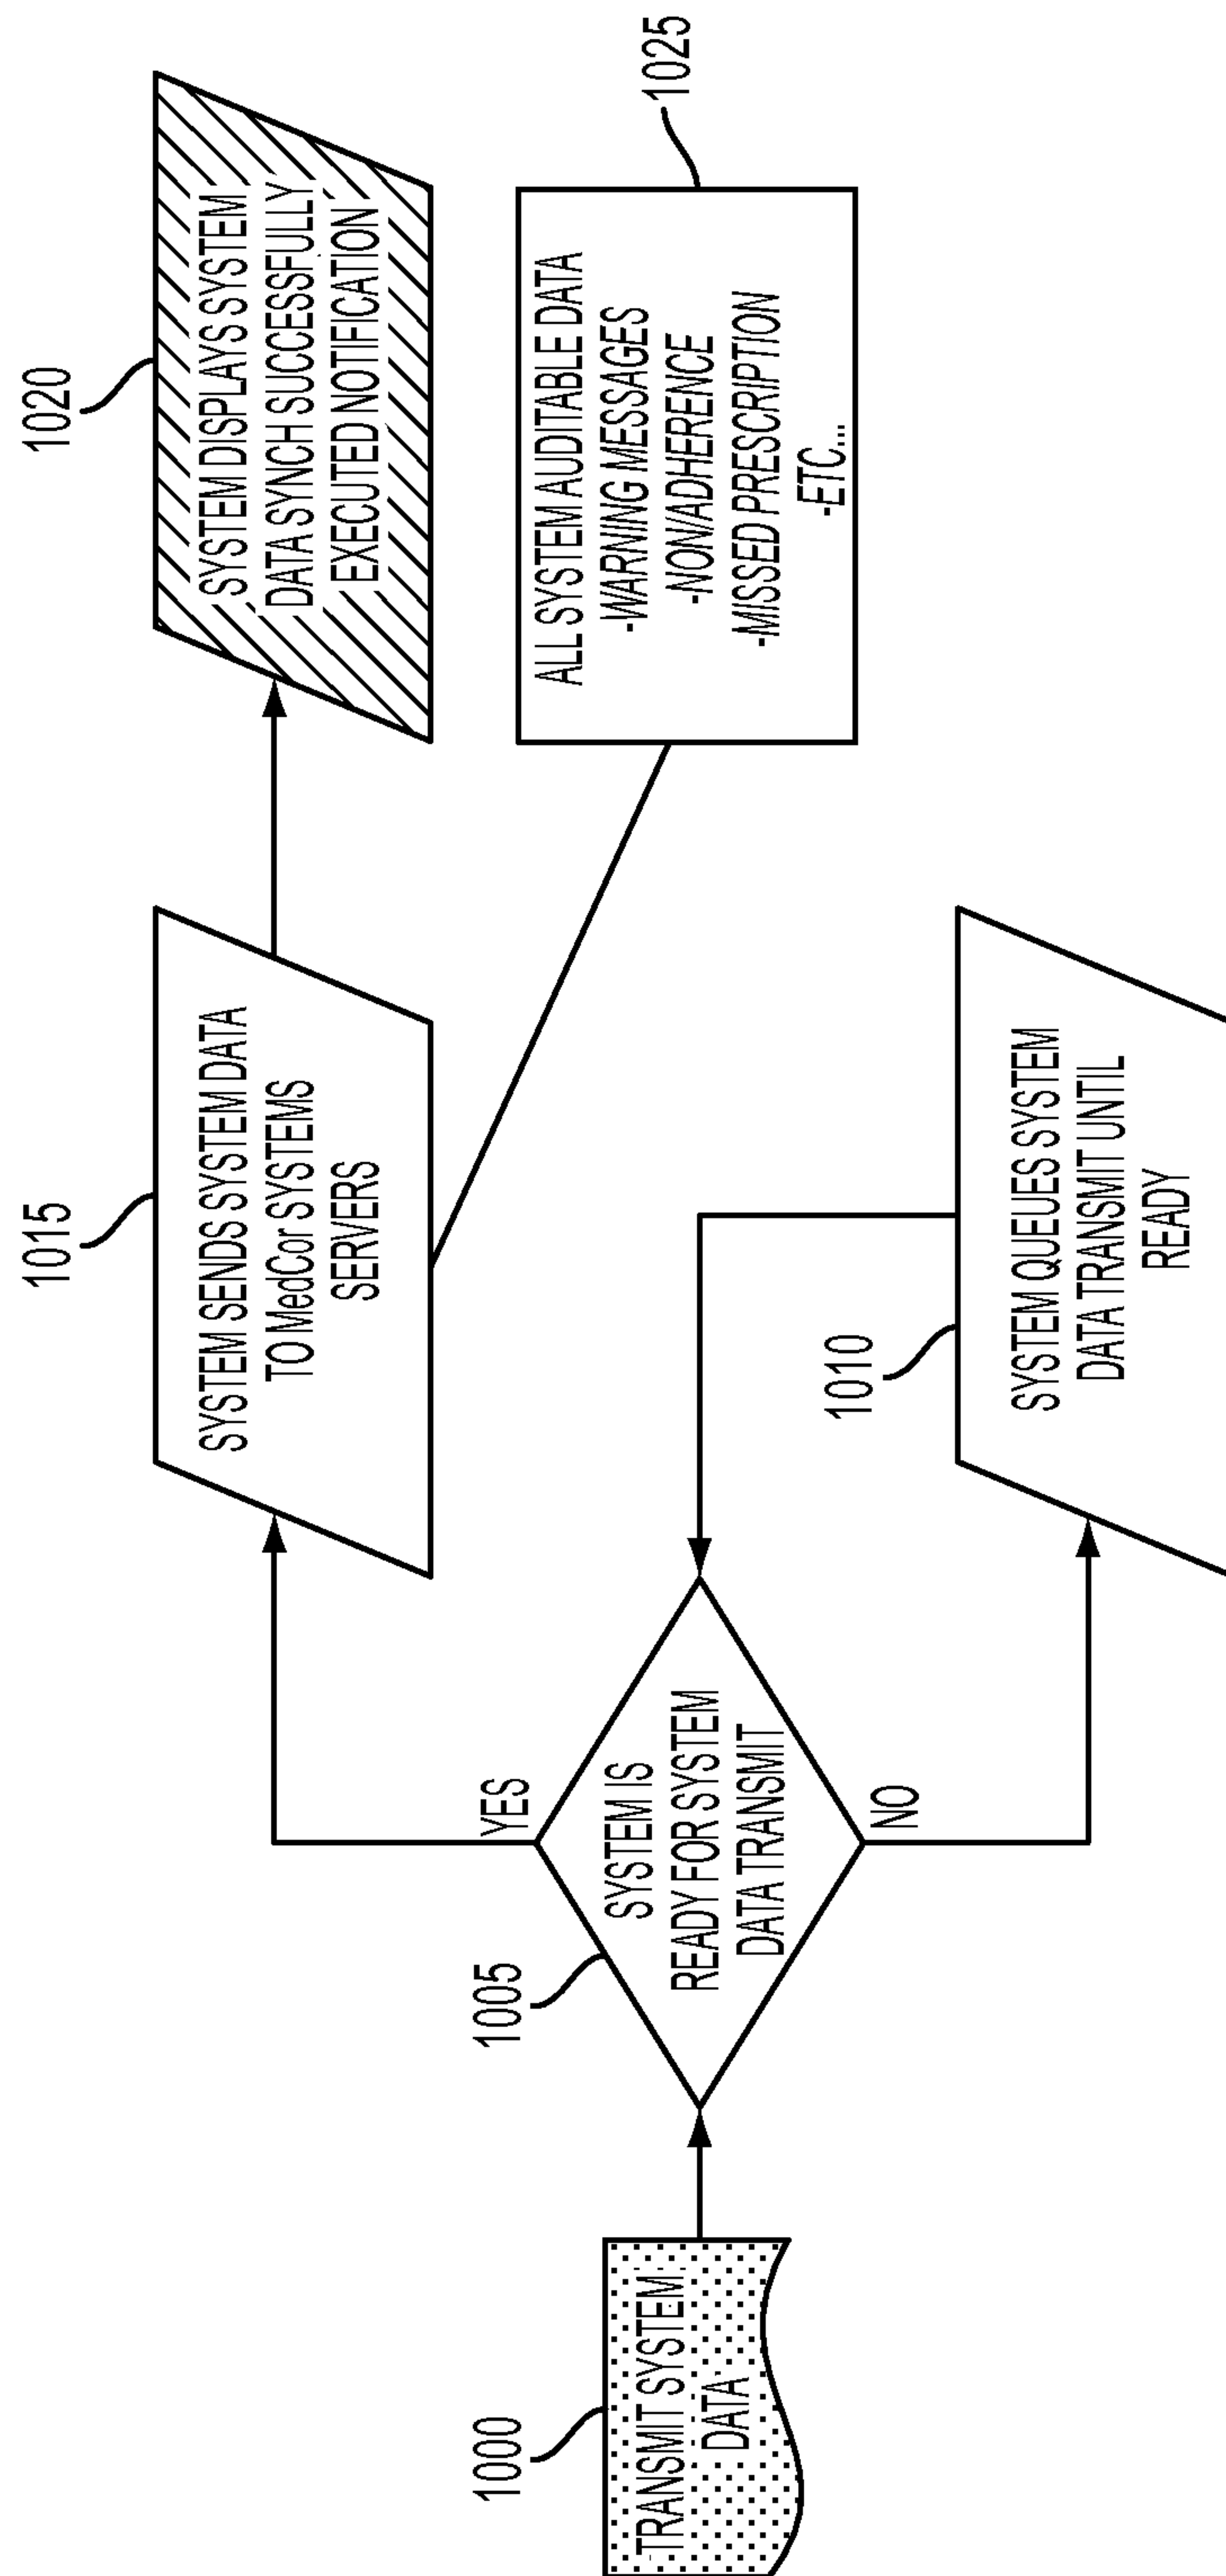 1000
TRANSMIT SYSTEM
DATA
1005
SYSTEM IS
READY FOR SYSTEM
DATA TRANSMIT
YES
NO
1010
SYSTEM QUEUES SYSTEM
DATA TRANSMIT UNTIL
READY
1015
SYSTEM SENDS SYSTEM DATA
TO MedCor SYSTEMS
SERVERS
1020
SYSTEM DISPLAYS SYSTEM
DATA SYNCH SUCCESSFULLY
EXECUTED NOTIFICATION
1025
ALL SYSTEM AUDITABLE DATA
-WARNING MESSAGES
-NON/ADHERENCE
-MISSED PRESCRIPTION
-ETC...